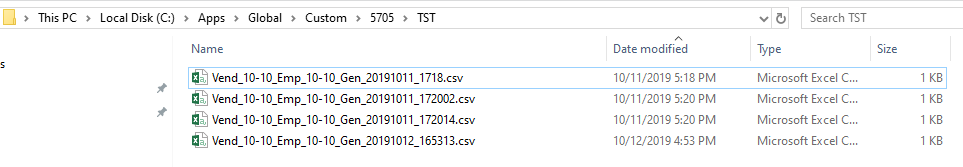 This PC > Local Disk (C:) > Apps > Global > Custom > 5705 > TST Search TST
Name Date modified Type Size
Vend_10-10_Emp_10-10_Gen_20191011_1718.csv 10/11/2019 5:18 PM Microsoft Excel C... 1 KB
Vend_10-10_Emp_10-10_Gen_20191011_172002.csv 10/11/2019 5:20 PM Microsoft Excel C... 1 KB
Vend_10-10_Emp_10-10_Gen_20191011_172014.csv 10/11/2019 5:20 PM Microsoft Excel C... 1 KB
Vend_10-10_Emp_10-10_Gen_20191012_165313.csv 10/12/2019 4:53 PM Microsoft Excel C... 1 KB